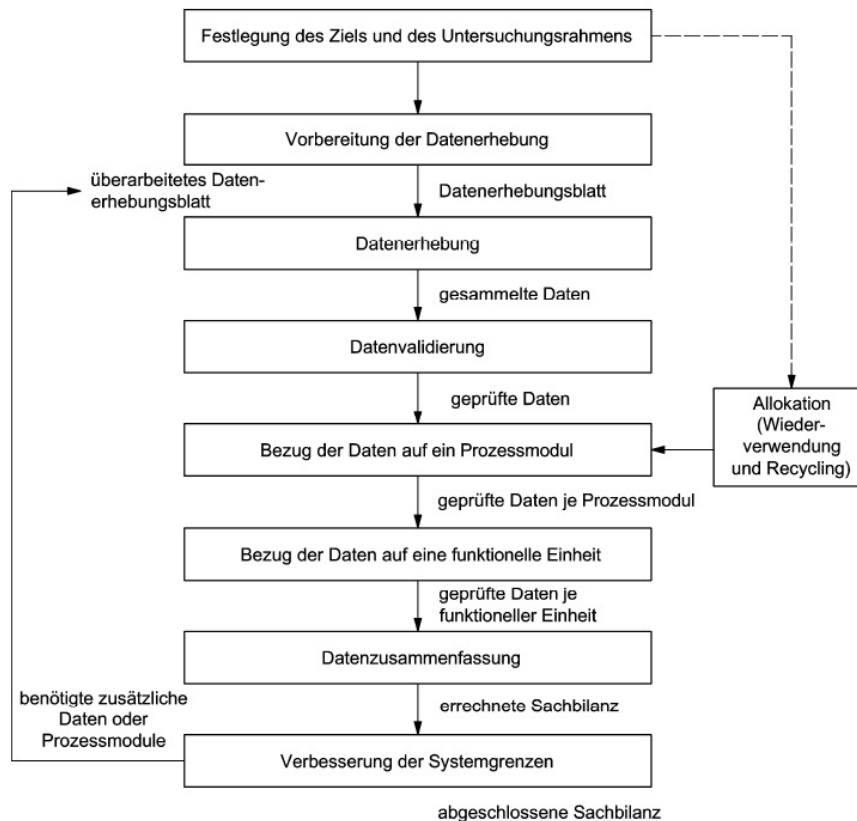 Festlegung des Ziels und des Untersuchungsrahmens
Vorbereitung der Datenerhebung
überarbeitetes Daten-
erhebungsblatt
Datenerhebungsblatt
Datenerhebung
gesammelte Daten
Datenvalidierung
geprüfte Daten
Allokation
(Wieder-
verwendung
und Recycling)
Bezug der Daten auf ein Prozessmodul
geprüfte Daten je Prozessmodul
Bezug der Daten auf eine funktionelle Einheit
geprüfte Daten je
funktioneller Einheit
Datenzusammenfassung
benötigte zusätzliche
Daten oder
Prozessmodule
errechnete Sachbilanz
Verbesserung der Systemgrenzen
abgeschlossene Sachbilanz